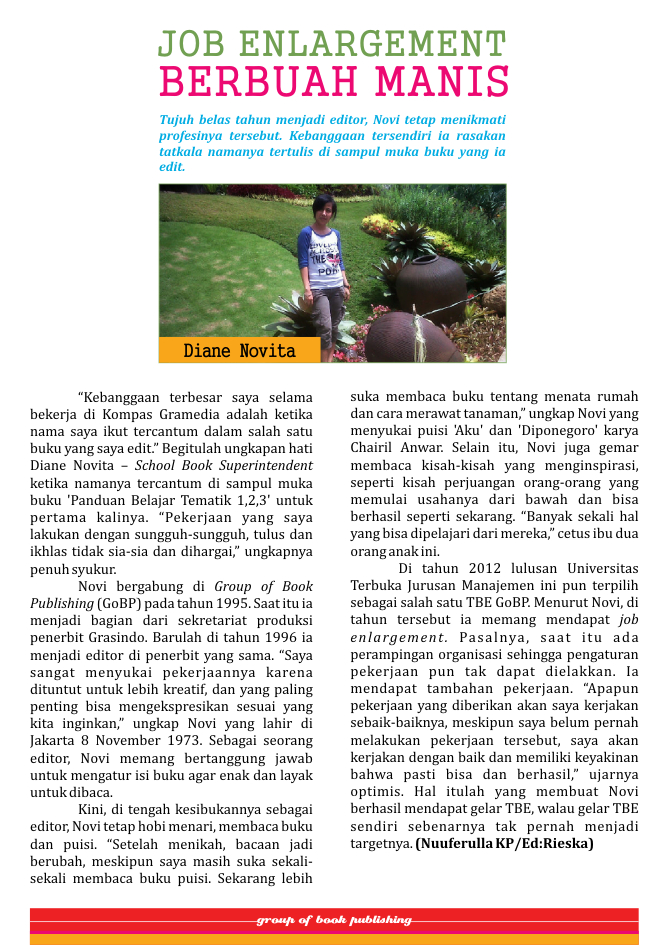 JOB ENLARGEMENT
BERBUAH MANIS
Tujuh belas tahun menjadi editor, Novi tetap menikmati
profesinya tersebut. Kebanggaan tersendiri ia rasakan
tatkala namanya tertulis di sampul muka buku yang ia
edit.
Diane Novita
“Kebanggaan terbesar saya selama
bekerja di Kompas Gramedia adalah ketika
nama saya ikut tercantum dalam salah satu
buku yang saya edit.” Begitulah ungkapan hati
Diane Novita – School Book Superintendent
ketika namanya tercantum di sampul muka
buku 'Panduan Belajar Tematik 1,2,3' untuk
pertama kalinya. “Pekerjaan yang saya
lakukan dengan sungguh-sungguh, tulus dan
ikhlas tidak sia-sia dan dihargai,” ungkapnya
penuh syukur.
Novi bergabung di Group of Book
Publishing (GoBP) pada tahun 1995. Saat itu ia
menjadi bagian dari sekretariat produksi
penerbit Grasindo. Barulah di tahun 1996 ia
menjadi editor di penerbit yang sama. “Saya
sangat menyukai pekerjaannya karena
dituntut untuk lebih kreatif, dan yang paling
penting bisa mengekspresikan sesuai yang
kita inginkan,” ungkap Novi yang lahir di
Jakarta 8 November 1973. Sebagai seorang
editor, Novi memang bertanggung jawab
untuk mengatur isi buku agar enak dan layak
untuk dibaca.
Kini, di tengah kesibukannya sebagai
editor, Novi tetap hobi menari, membaca buku
dan puisi. “Setelah menikah, bacaan jadi
berubah, meskipun saya masih suka sekali-
sekali membaca buku puisi. Sekarang lebih
suka membaca buku tentang menata rumah
dan cara merawat tanaman,” ungkap Novi yang
menyukai puisi 'Aku' dan 'Diponegoro' karya
Chairil Anwar. Selain itu, Novi juga gemar
membaca kisah-kisah yang menginspirasi,
seperti kisah perjuangan orang-orang yang
memulai usahanya dari bawah dan bisa
berhasil seperti sekarang. “Banyak sekali hal
yang bisa dipelajari dari mereka,” cetus ibu dua
orang anak ini.
Di tahun 2012 lulusan Universitas
Terbuka Jurusan Manajemen ini pun terpilih
sebagai salah satu TBE GoBP. Menurut Novi, di
tahun tersebut ia memang mendapat job
enlargement. Pasalnya, saat itu ada
perampingan organisasi sehingga pengaturan
pekerjaan pun tak dapat dielakkan. Ia
mendapat tambahan pekerjaan. “Apapun
pekerjaan yang diberikan akan saya kerjakan
sebaik-baiknya, meskipun saya belum pernah
melakukan pekerjaan tersebut, saya akan
kerjakan dengan baik dan memiliki keyakinan
bahwa pasti bisa dan berhasil,” ujarnya
optimis. Hal itulah yang membuat Novi
berhasil mendapat gelar TBE, walau gelar TBE
sendiri sebenarnya tak pernah menjadi
targetnya. (Nuuferulla KP/Ed:Rieska)
group of book publishing